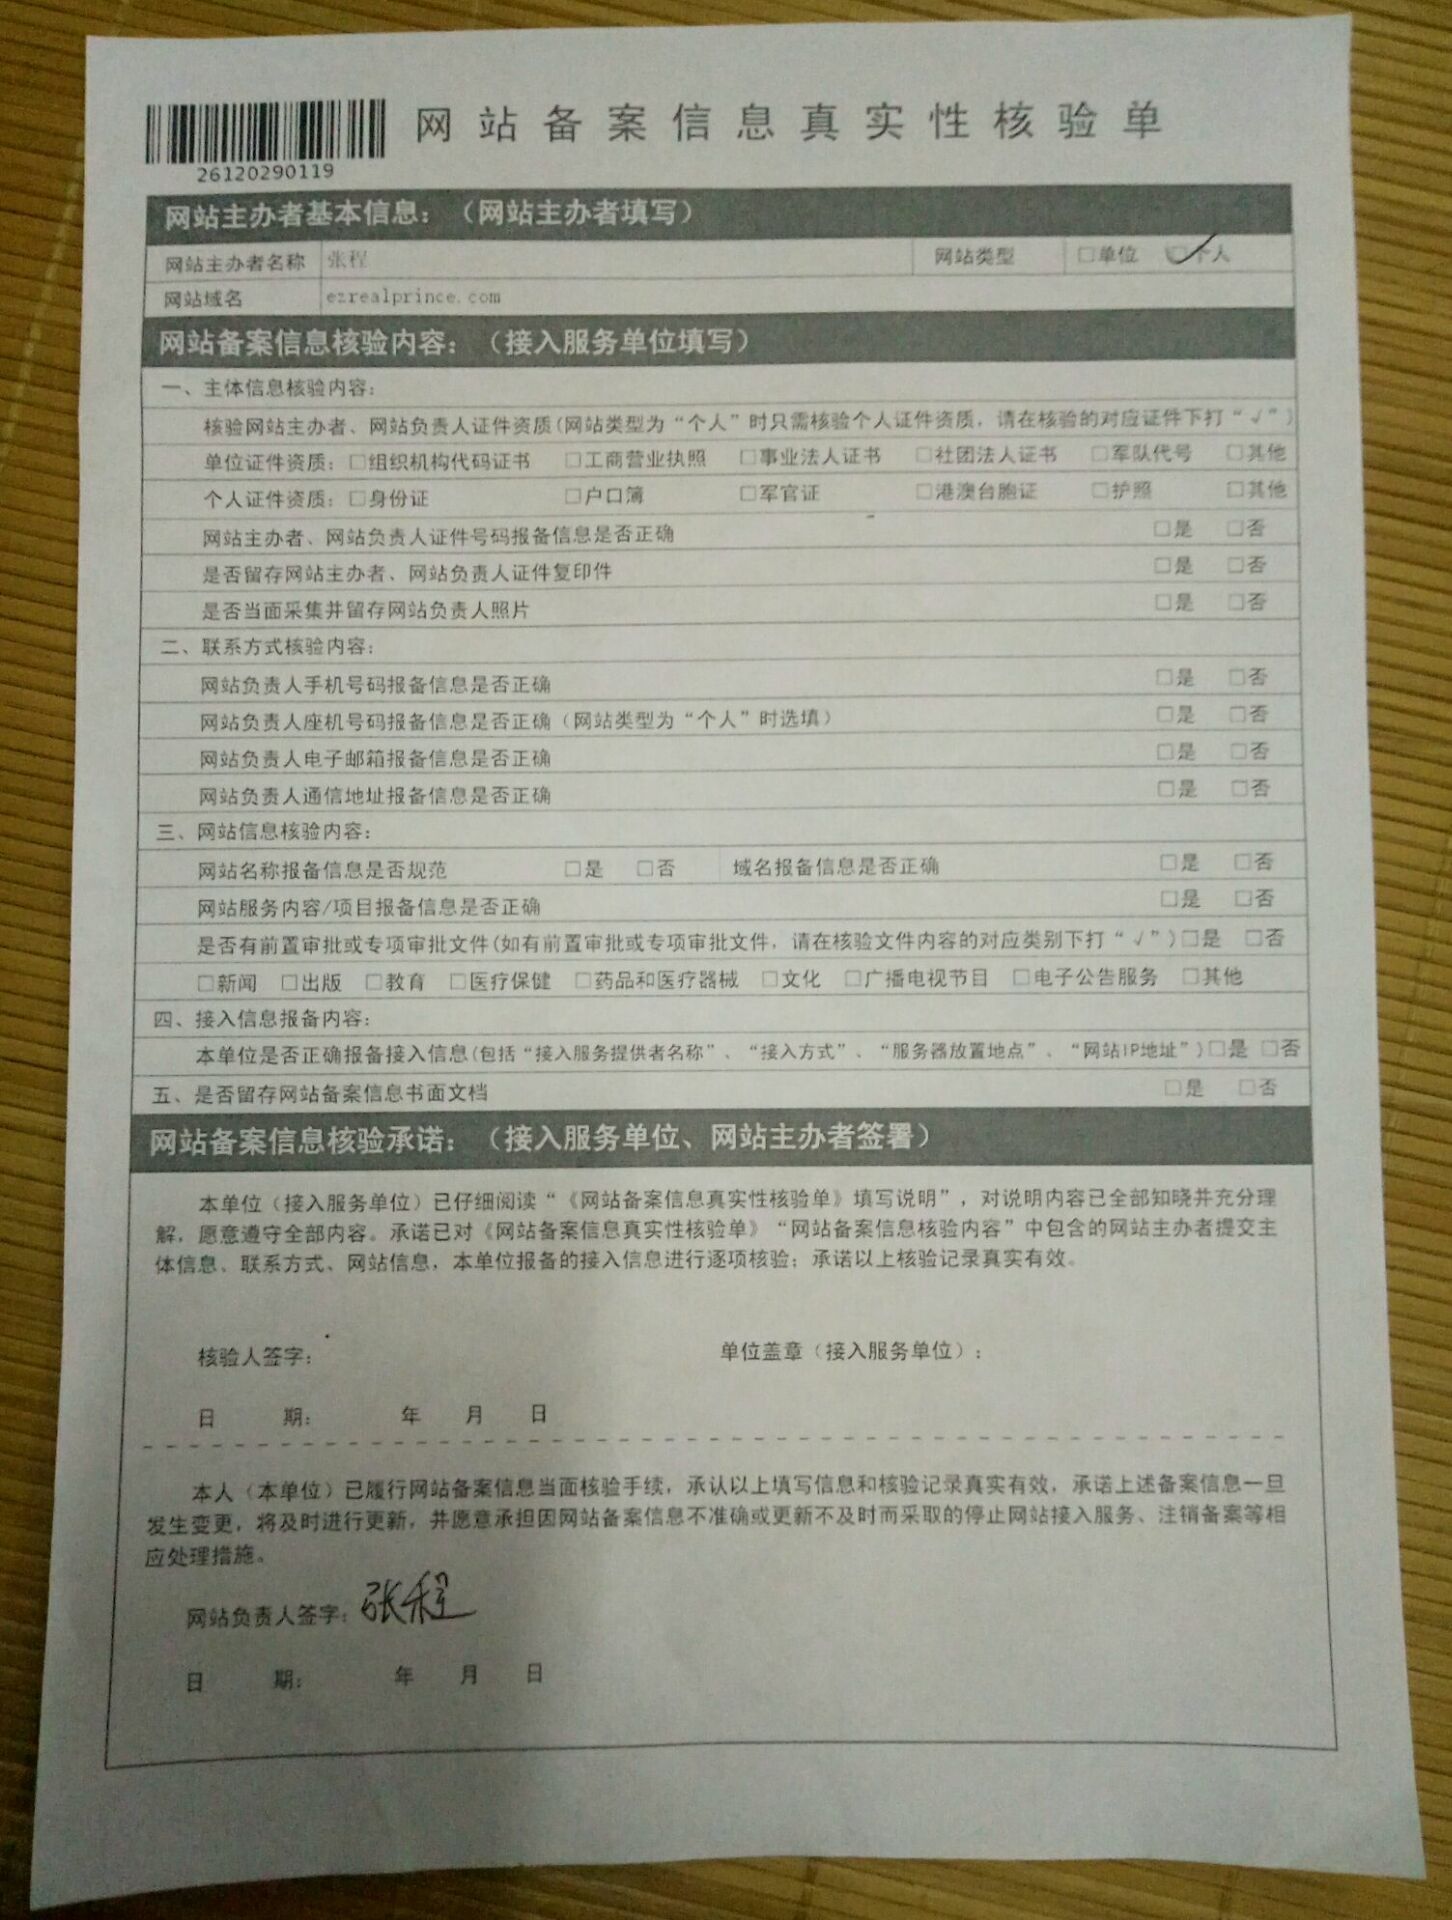 网站备案信息真实性核验单
26120290119
网站主办者基本信息：（网站主办者填写）
网站主办者名称 张程 网站类型 □单位 ☑个人
网站域名 ezrealprince.com
网站备案信息核验内容：（接入服务单位填写）
一、主体信息核验内容：
核验网站主办者、网站负责人证件资质(网站类型为“个人”时只需核验个人证件资质，请在核验的对应证件下打“√”)
单位证件资质：□组织机构代码证书 □工商营业执照 □事业法人证书 □社团法人证书 □军队代号 □其他
个人证件资质：□身份证 □户口簿 □军官证 □港澳台胞证 □护照 □其他
网站主办者、网站负责人证件号码报备信息是否正确 □是 □否
是否留存网站主办者、网站负责人证件复印件 □是 □否
是否当面采集并留存网站负责人照片 □是 □否
二、联系方式核验内容：
网站负责人手机号码报备信息是否正确 □是 □否
网站负责人座机号码报备信息是否正确（网站类型为“个人”时选填） □是 □否
网站负责人电子邮箱报备信息是否正确 □是 □否
网站负责人通信地址报备信息是否正确 □是 □否
三、网站信息核验内容：
网站名称报备信息是否规范 □是 □否 域名报备信息是否正确 □是 □否
网站服务内容/项目报备信息是否正确 □是 □否
是否有前置审批或专项审批文件(如有前置审批或专项审批文件，请在核验文件内容的对应类别下打“√”)□是 □否
□新闻 □出版 □教育 □医疗保健 □药品和医疗器械 □文化 □广播电视节目 □电子公告服务 □其他
四、接入信息报备内容：
本单位是否正确报备接入信息(包括“接入服务提供者名称”、“接入方式”、“服务器放置地点”、“网站IP地址”)□是 □否
五、是否留存网站备案信息书面文档 □是 □否
网站备案信息核验承诺：（接入服务单位、网站主办者签署）
本单位（接入服务单位）已仔细阅读“《网站备案信息真实性核验单》填写说明”，对说明内容已全部知晓并充分理
解，愿意遵守全部内容。承诺已对《网站备案信息真实性核验单》“网站备案信息核验内容”中包含的网站主办者提交主
体信息、联系方式、网站信息，本单位报备的接入信息进行逐项核验；承诺以上核验记录真实有效。
核验人签字： 单位盖章（接入服务单位）：
日 期： 年 月 日
本人（本单位）已履行网站备案信息当面核验手续，承认以上填写信息和核验记录真实有效，承诺上述备案信息一旦
发生变更，将及时进行更新，并愿意承担因网站备案信息不准确或更新不及时而采取的停止网站接入服务、注销备案等相
应处理措施。
网站负责人签字：张程
日 期： 年 月 日